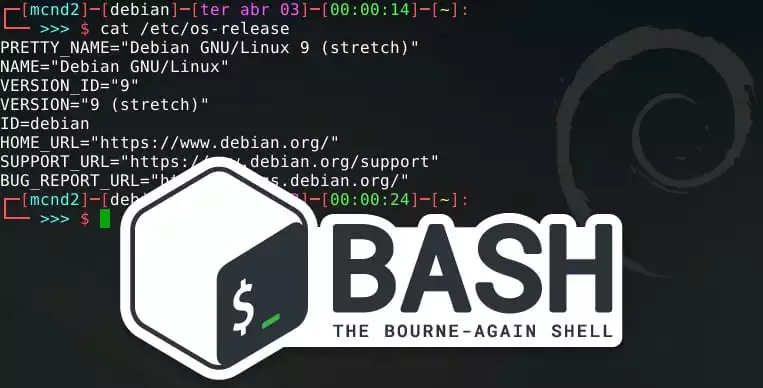 ┌─[mcnd2]─[debian]─[ter abr 03]─[00:00:14]─[~]:
└── >>> $ cat /etc/os-release
PRETTY_NAME="Debian GNU/Linux 9 (stretch)"
NAME="Debian GNU/Linux"
VERSION_ID="9"
VERSION="9 (stretch)"
ID=debian
HOME_URL="https://www.debian.org/"
SUPPORT_URL="https:/ .debian.org/support"
BUG_REPORT_URL="h s.debian.org/"
┌─[mcnd2]─[deb 3]─[00:00:24]─[~]:
└── >>> $
$_
BASH
THE BOURNE-AGAIN SHELL